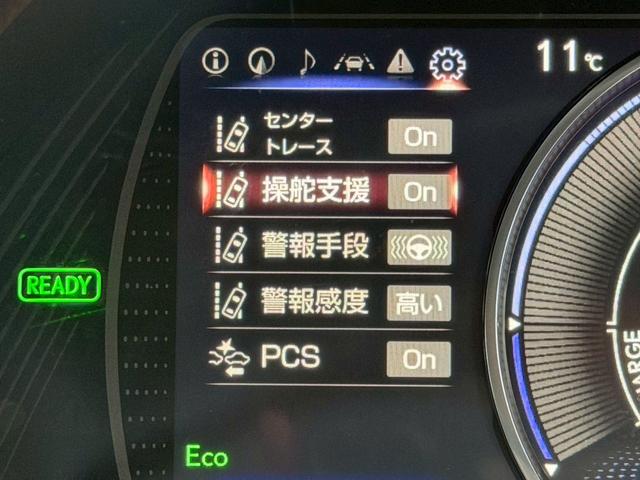 11℃
センター
トレース On
操舵支援 On
警報手段
警報感度 高い
PCS On
READY
Eco